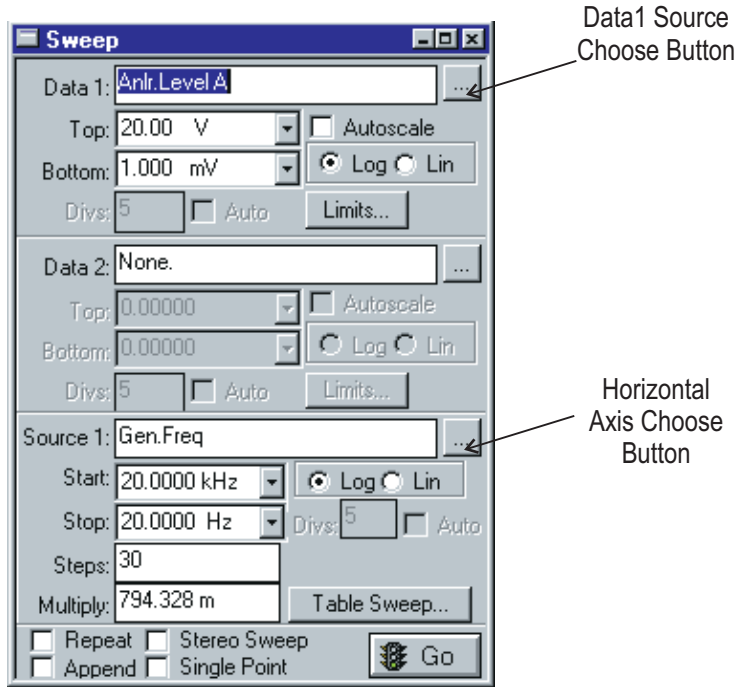 Data1 Source
Choose Button
Sweep
Data 1: Anlr.Level A ...
Top: 20.00 V Autoscale
Bottom: 1.000 mV Log Lin
Divs: 5 Auto Limits...
Data 2: None. ...
Top: 0.00000 Autoscale
Bottom: 0.00000 Log Lin
Divs: 5 Auto Limits...
Horizontal
Axis Choose
Button
Source 1: Gen.Freq ...
Start: 20.0000 kHz Log Lin
Stop: 20.0000 Hz Divs: 5 Auto
Steps: 30
Multiply: 794.328 m Table Sweep...
Repeat Stereo Sweep
Append Single Point
Go